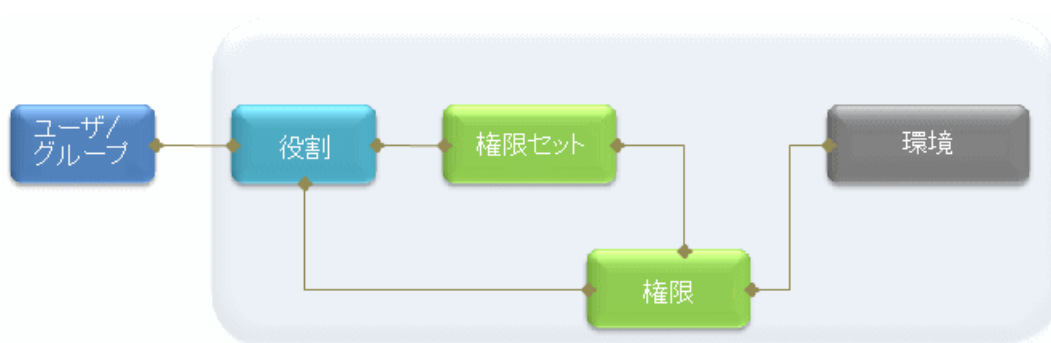 ユーザ/
グループ
役割
権限セット
環境
権限